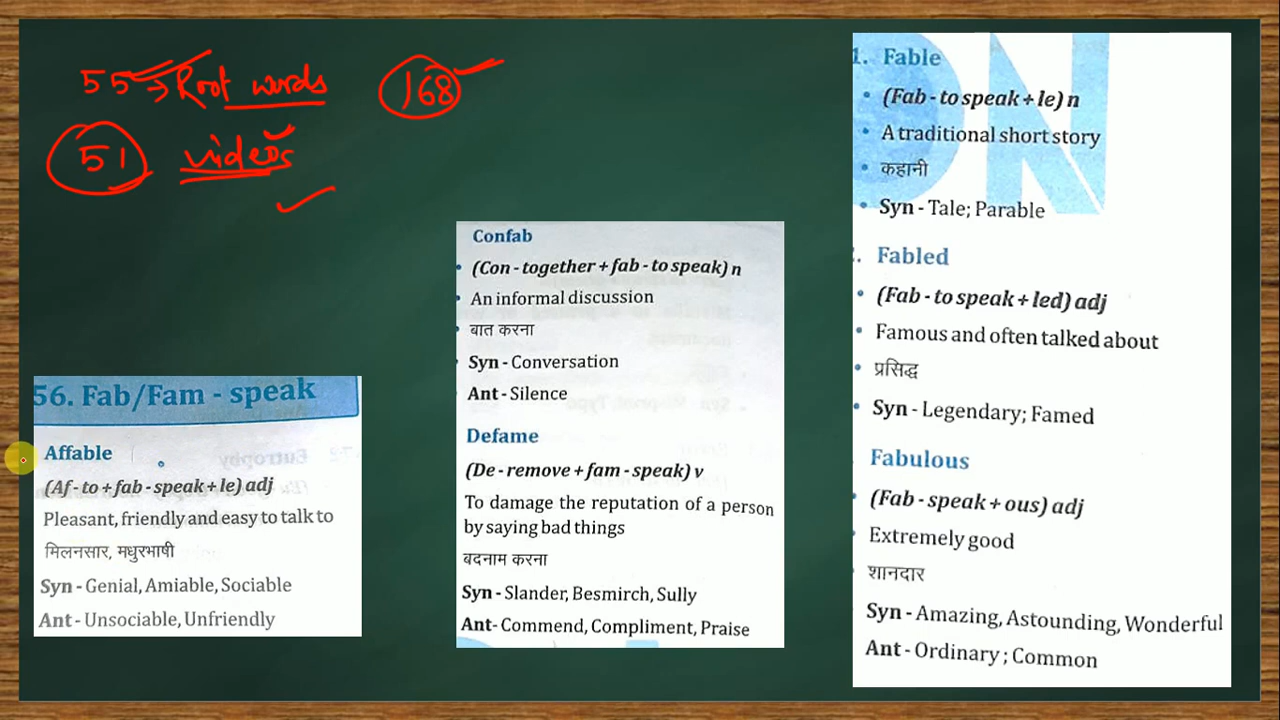 55 → Root words 168
51 videos
56. Fab/Fam - speak
Affable
(Af - to + fab - speak + le) adj
Pleasant, friendly and easy to talk to
मिलनसार, मधुरभाषी
Syn - Genial, Amiable, Sociable
Ant - Unsociable, Unfriendly
Confab
(Con - together + fab - to speak) n
An informal discussion
बात करना
Syn - Conversation
Ant - Silence
Defame
(De - remove + fam - speak) v
To damage the reputation of a person
by saying bad things
बदनाम करना
Syn - Slander, Besmirch, Sully
Ant- Commend, Compliment, Praise
1. Fable
(Fab - to speak + le) n
A traditional short story
कहानी
Syn - Tale; Parable
Fabled
(Fab - to speak + led) adj
Famous and often talked about
प्रसिद्ध
Syn - Legendary; Famed
Fabulous
(Fab - speak + ous) adj
Extremely good
शानदार
Syn - Amazing, Astounding, Wonderful
Ant - Ordinary ; Common